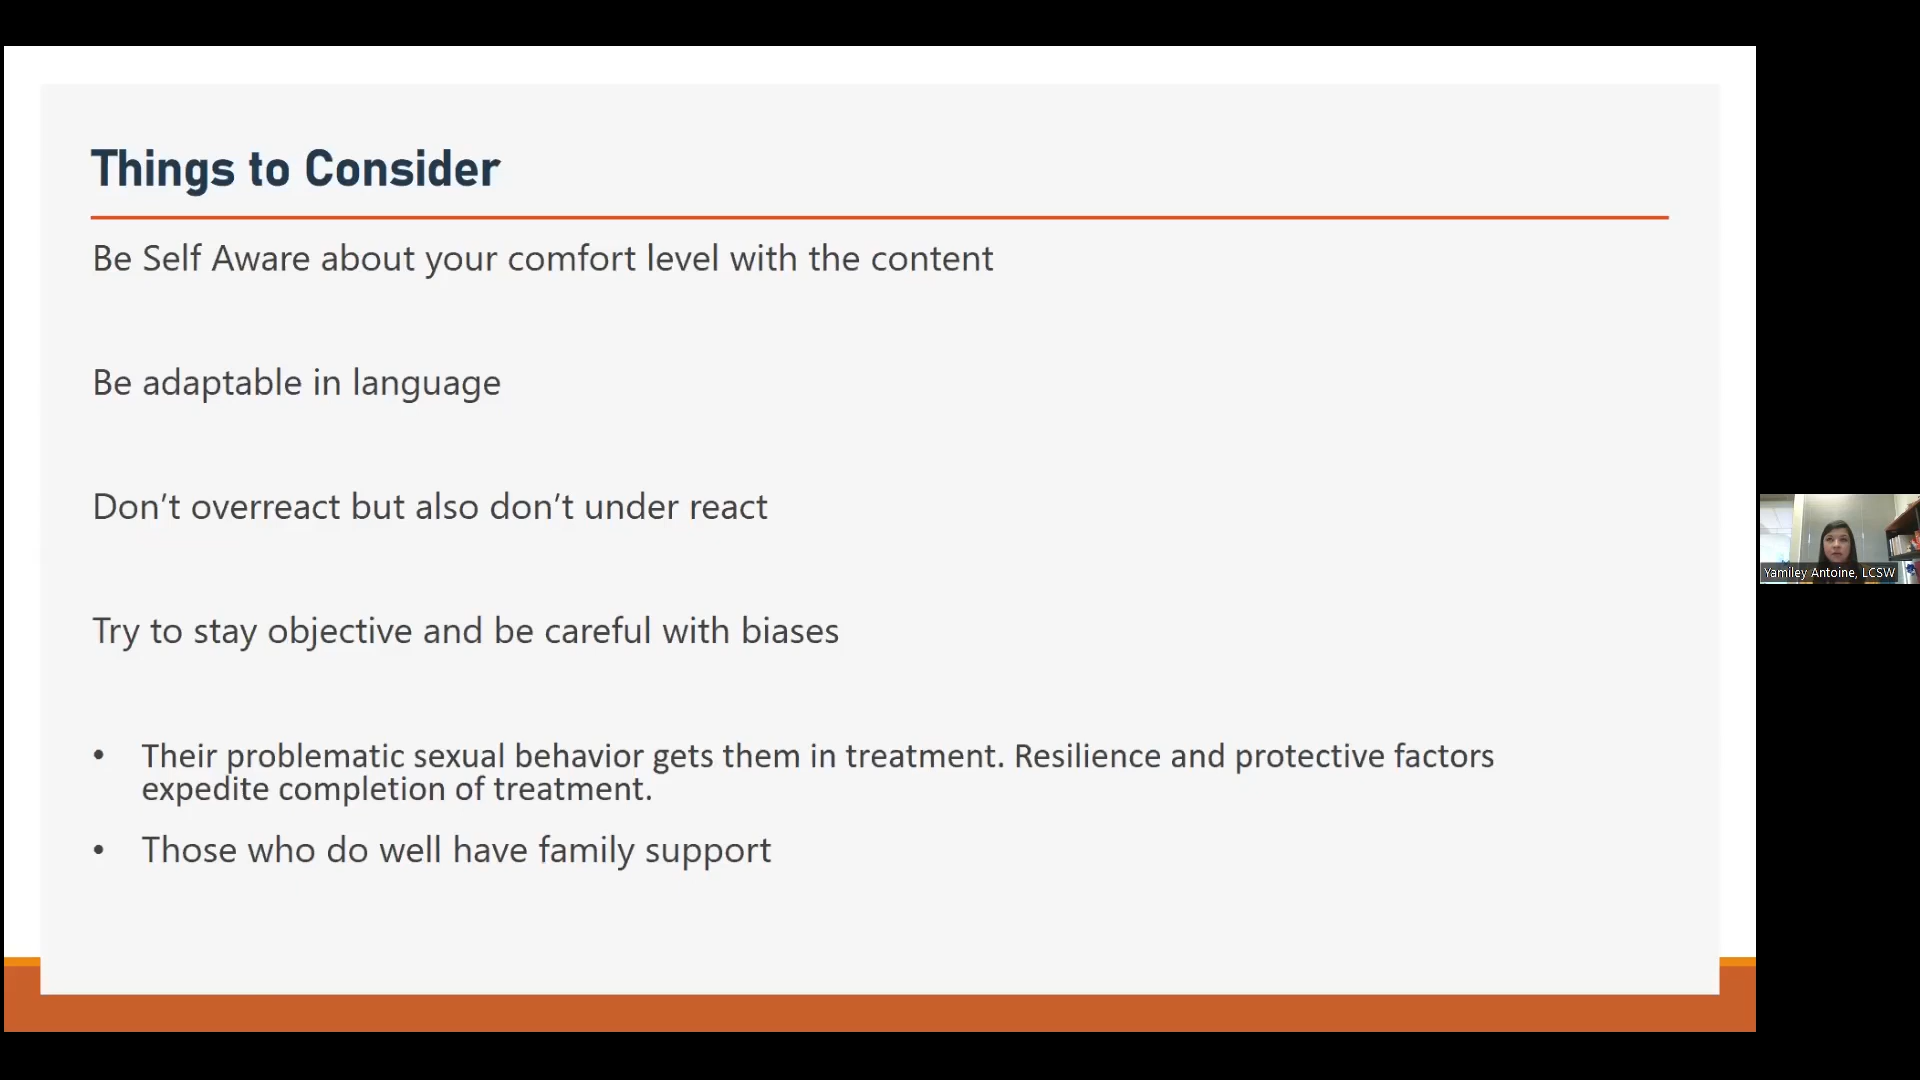 Things to Consider
Be Self Aware about your comfort level with the content
Be adaptable in language
Don’t overreact but also don’t under react
Try to stay objective and be careful with biases
• Their problematic sexual behavior gets them in treatment. Resilience and protective factors
expedite completion of treatment.
• Those who do well have family support
Yamiley Antoine, LCSW